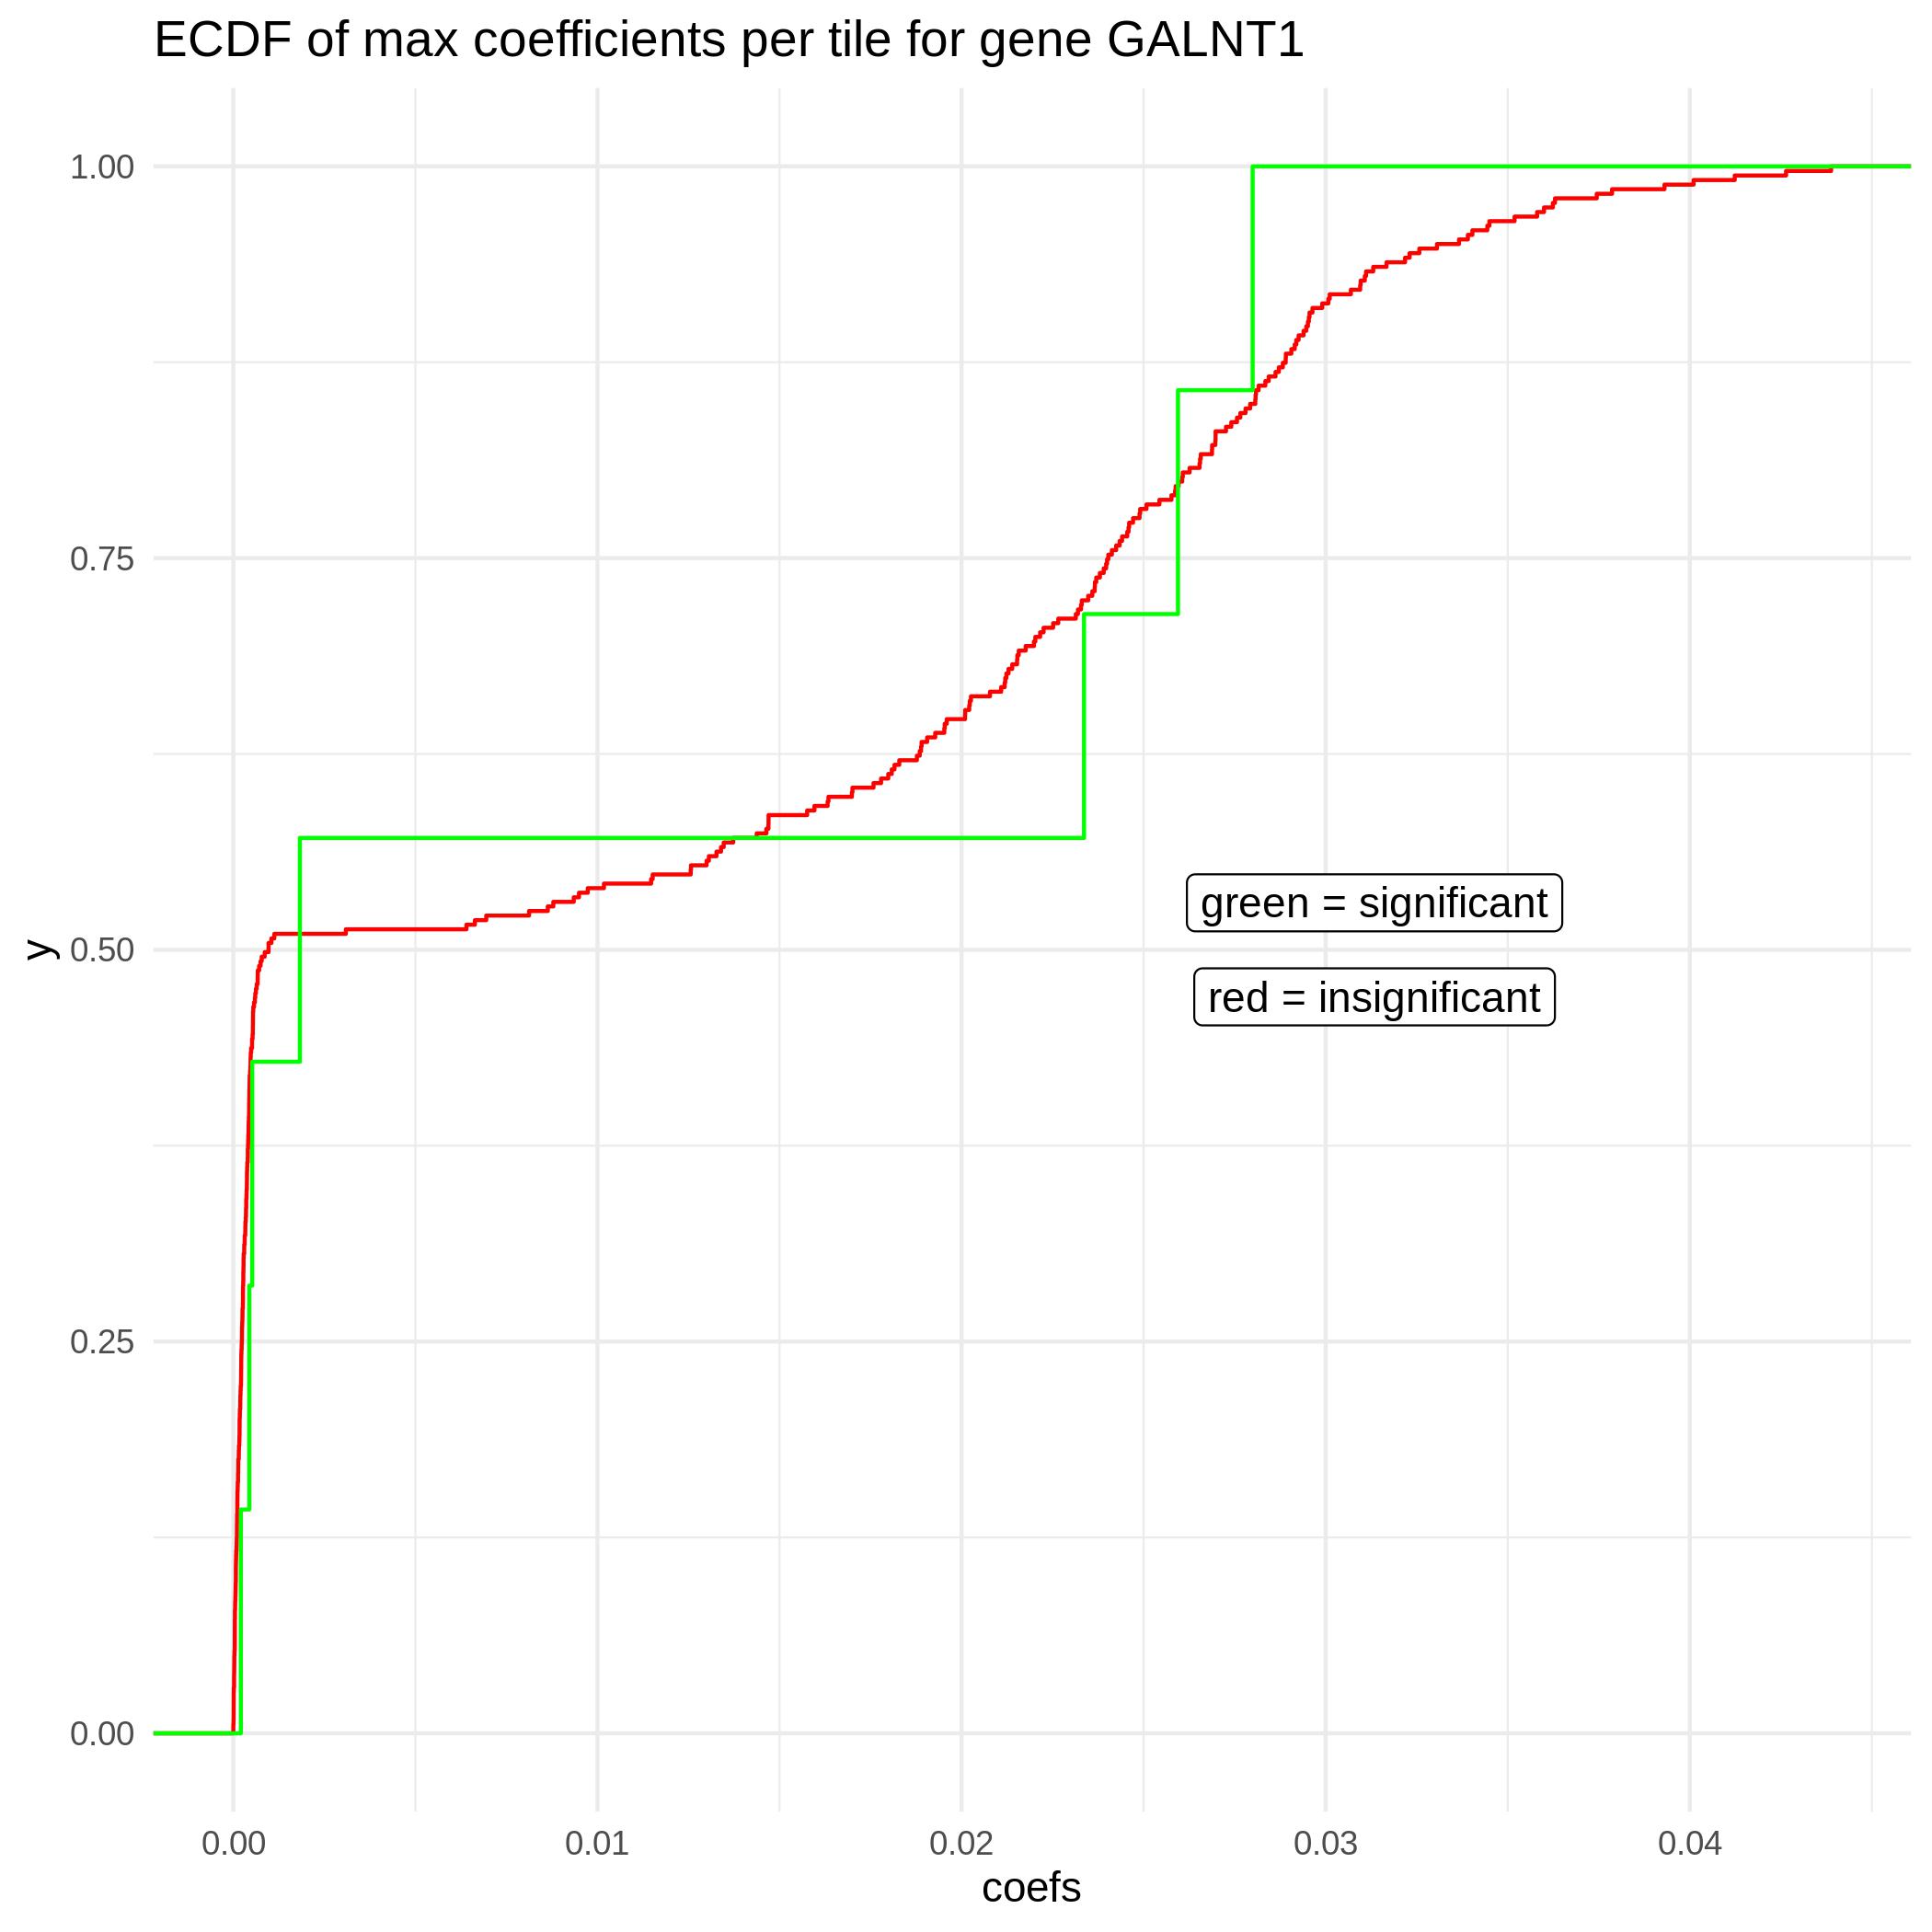 ECDF of max coefficients per tile for gene GALNT1
1.00
0.75
0.50
0.25
0.00
y
green = significant
red = insignificant
0.00 0.01 0.02 0.03 0.04
coefs